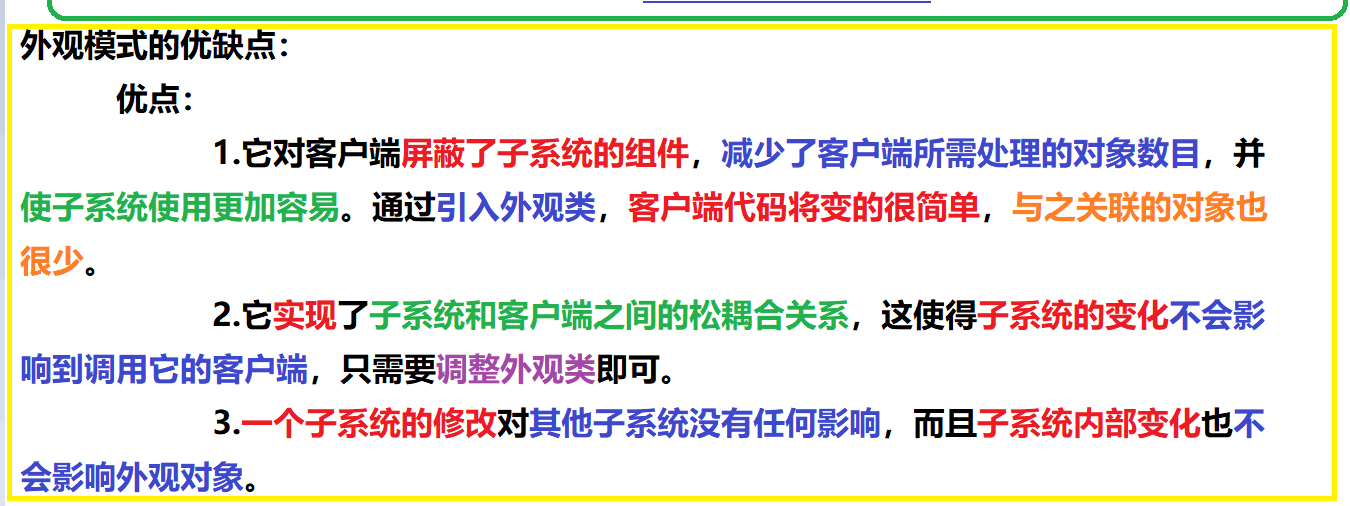 外观模式的优缺点：
优点：
1.它对客户端屏蔽了子系统的组件，减少了客户端所需处理的对象数目，并
使子系统使用更加容易。通过引入外观类，客户端代码将变的很简单，与之关联的对象也
很少。
2.它实现了子系统和客户端之间的松耦合关系，这使得子系统的变化不会影
响到调用它的客户端，只需要调整外观类即可。
3.一个子系统的修改对其他子系统没有任何影响，而且子系统内部变化也不
会影响外观对象。